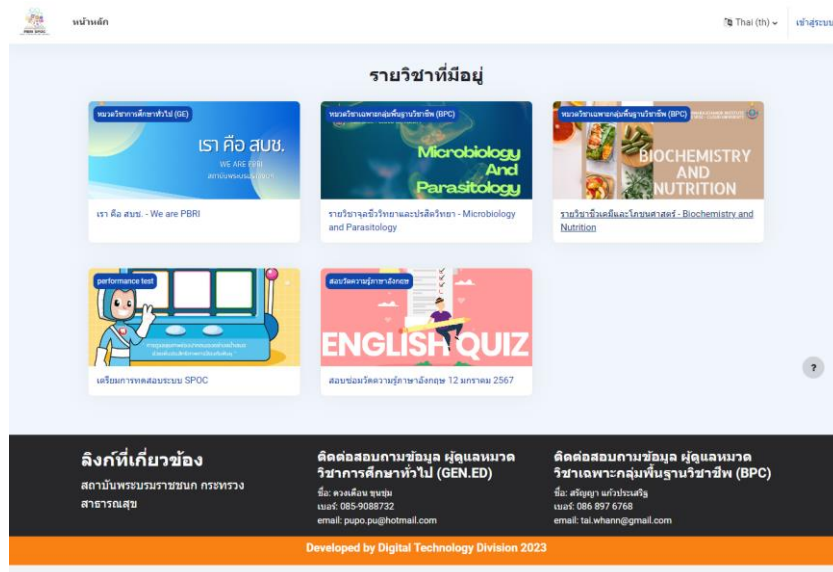 PBRI SPOC
หน้าหลัก
Thai (th)
เข้าสู่ระบบ
รายวิชาที่มีอยู่
หมวดวิชาการศึกษาทั่วไป (GE)
เรา คือ สบช.
WE ARE PBRI
สถาบันพระบรมราชชนก
เรา คือ สบช. - We are PBRI
หมวดวิชาเฉพาะกลุ่มพื้นฐานวิชาชีพ (BPC)
Microbiology
And
Parasitology
รายวิชาจุลชีววิทยาและปรสิตวิทยา - Microbiology
and Parasitology
หมวดวิชาเฉพาะกลุ่มพื้นฐานวิชาชีพ (BPC)
BIOCHEMISTRY
AND
NUTRITION
รายวิชาชีวเคมีและโภชนศาสตร์ - Biochemistry and
Nutrition
performance test
เตรียมการทดสอบระบบ SPOC
สอบวัดความรู้ภาษาอังกฤษ
ENGLISH QUIZ
สอบซ่อมวัดความรู้ภาษาอังกฤษ 12 มกราคม 2567
?
ลิงก์ที่เกี่ยวข้อง
สถาบันพระบรมราชชนก กระทรวง
สาธารณสุข
ติดต่อสอบถามข้อมูล ผู้ดูแลหมวด
วิชาการศึกษาทั่วไป (GEN.ED)
ชื่อ: ดวงเดือน ชุนชุ่ม
เบอร์: 085-9088732
email: pupo.pu@hotmail.com
ติดต่อสอบถามข้อมูล ผู้ดูแลหมวด
วิชาเฉพาะกลุ่มพื้นฐานวิชาชีพ (BPC)
ชื่อ: สรัญญา แก้วประเสริฐ
เบอร์: 086 897 6768
email: tai.whann@gmail.com
Developed by Digital Technology Division 2023